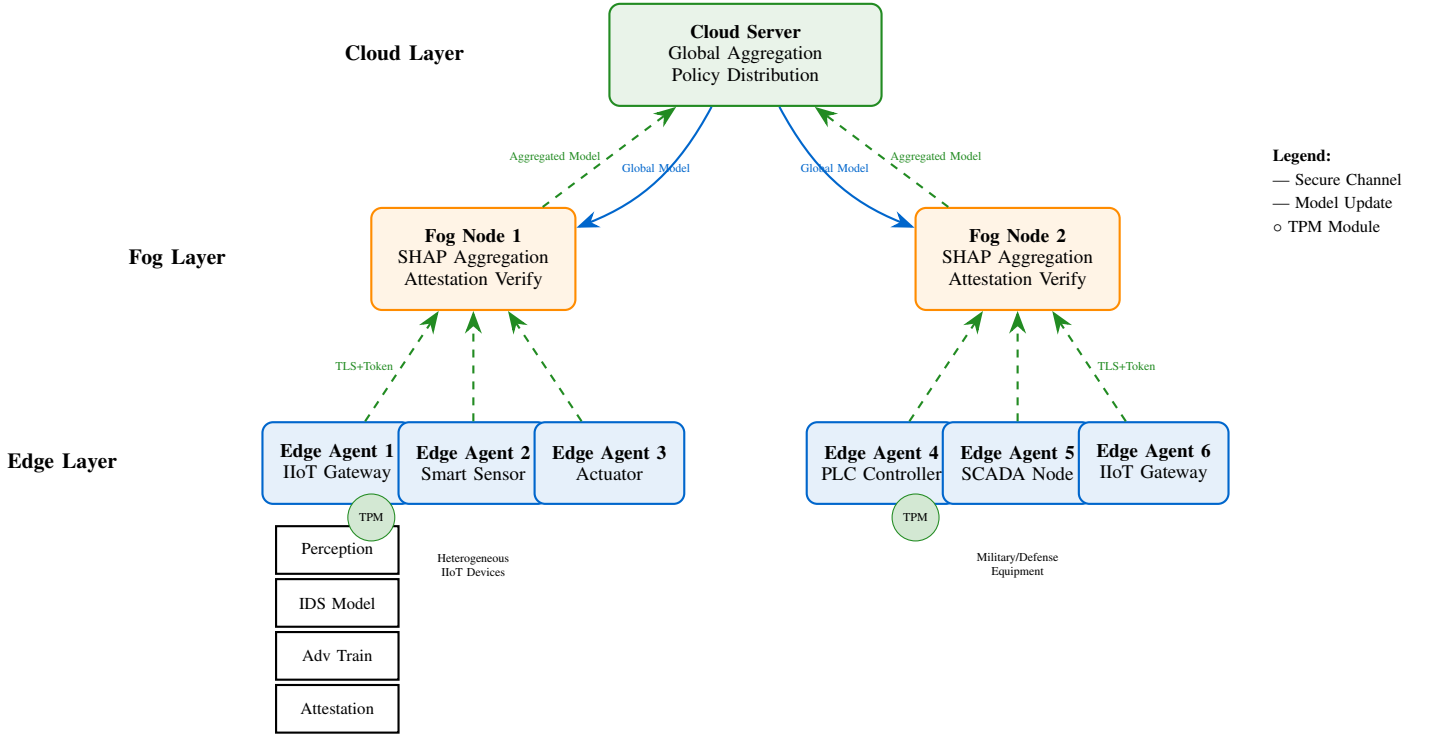 Cloud Layer
Cloud Server
Global Aggregation
Policy Distribution
Aggregated Model
Global Model
Global Model
Aggregated Model
Legend:
— Secure Channel
— Model Update
○ TPM Module
Fog Layer
Fog Node 1
SHAP Aggregation
Attestation Verify
Fog Node 2
SHAP Aggregation
Attestation Verify
TLS+Token
TLS+Token
Edge Layer
Edge Agent 1
IIoT Gateway
Edge Agent 2
Smart Sensor
Edge Agent 3
Actuator
Edge Agent 4
PLC Controller
Edge Agent 5
SCADA Node
Edge Agent 6
IIoT Gateway
TPM
TPM
Perception
IDS Model
Adv Train
Attestation
Heterogeneous
IIoT Devices
Military/Defense
Equipment